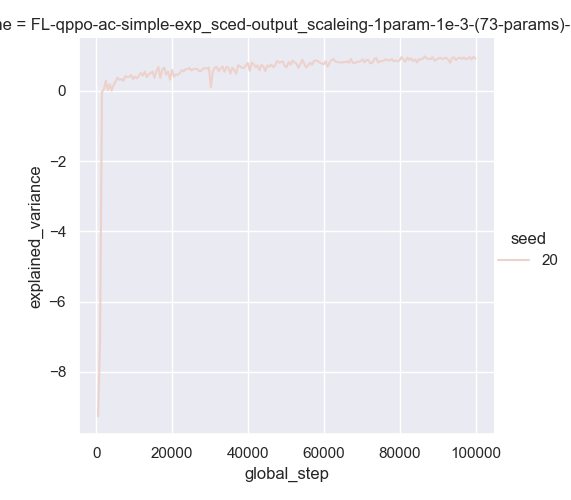 ne = FL-qppo-ac-simple-exp_sced-output_scaleing-1param-1e-3-(73-params)-
explained_variance
0
−2
−4
−6
−8
0 20000 40000 60000 80000 100000
global_step
seed
20